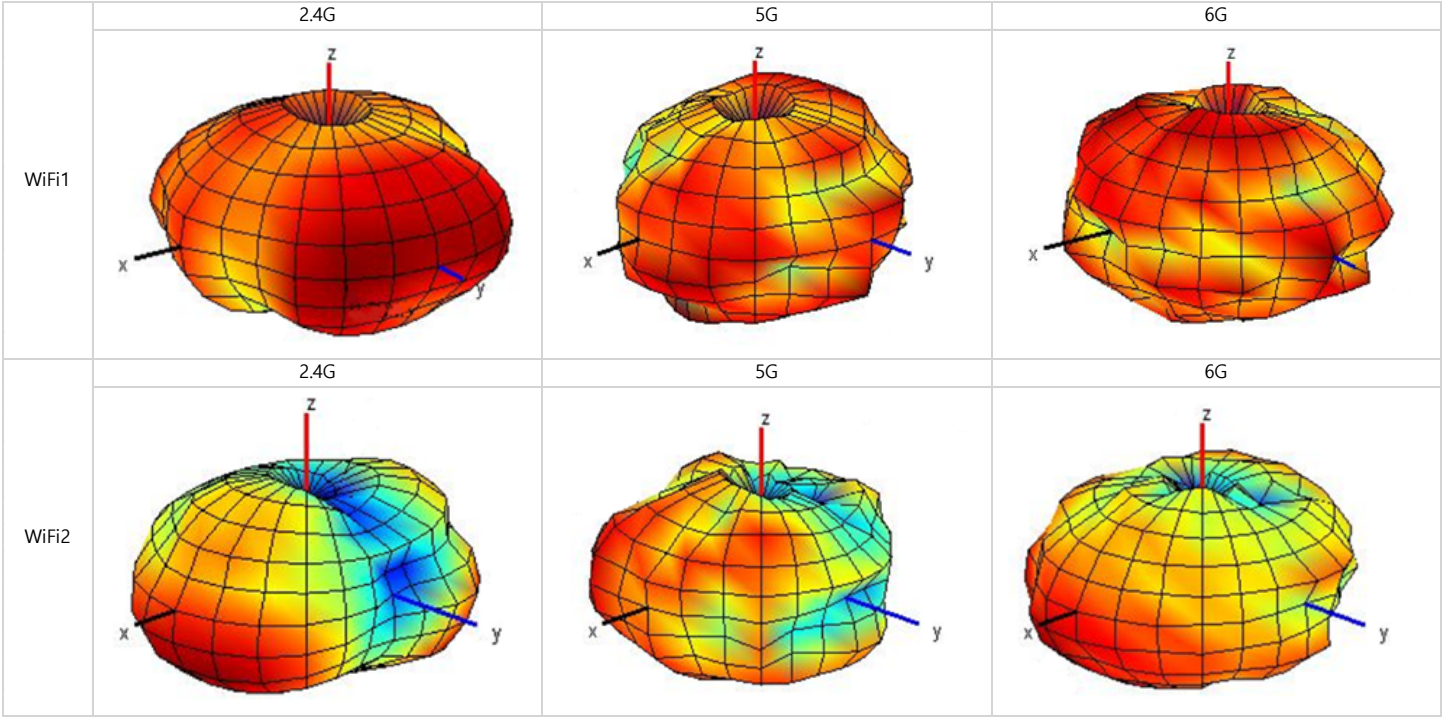 2.4G 5G 6G
WiFi1
z z z
x y x y x
2.4G 5G 6G
WiFi2
z z z
x y x y x y